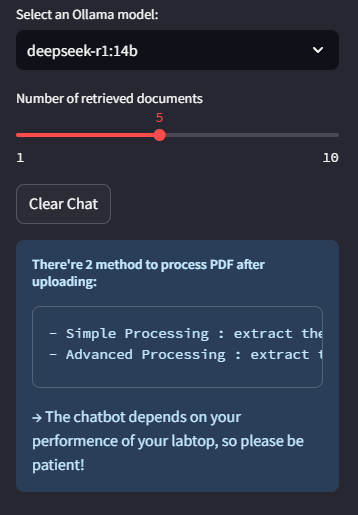 Select an Ollama model:
deepseek-r1:14b
Number of retrieved documents
5
1 10
Clear Chat
There're 2 method to process PDF after
uploading:
- Simple Processing : extract the
- Advanced Processing : extract
→ The chatbot depends on your
performence of your labtop, so please be
patient!